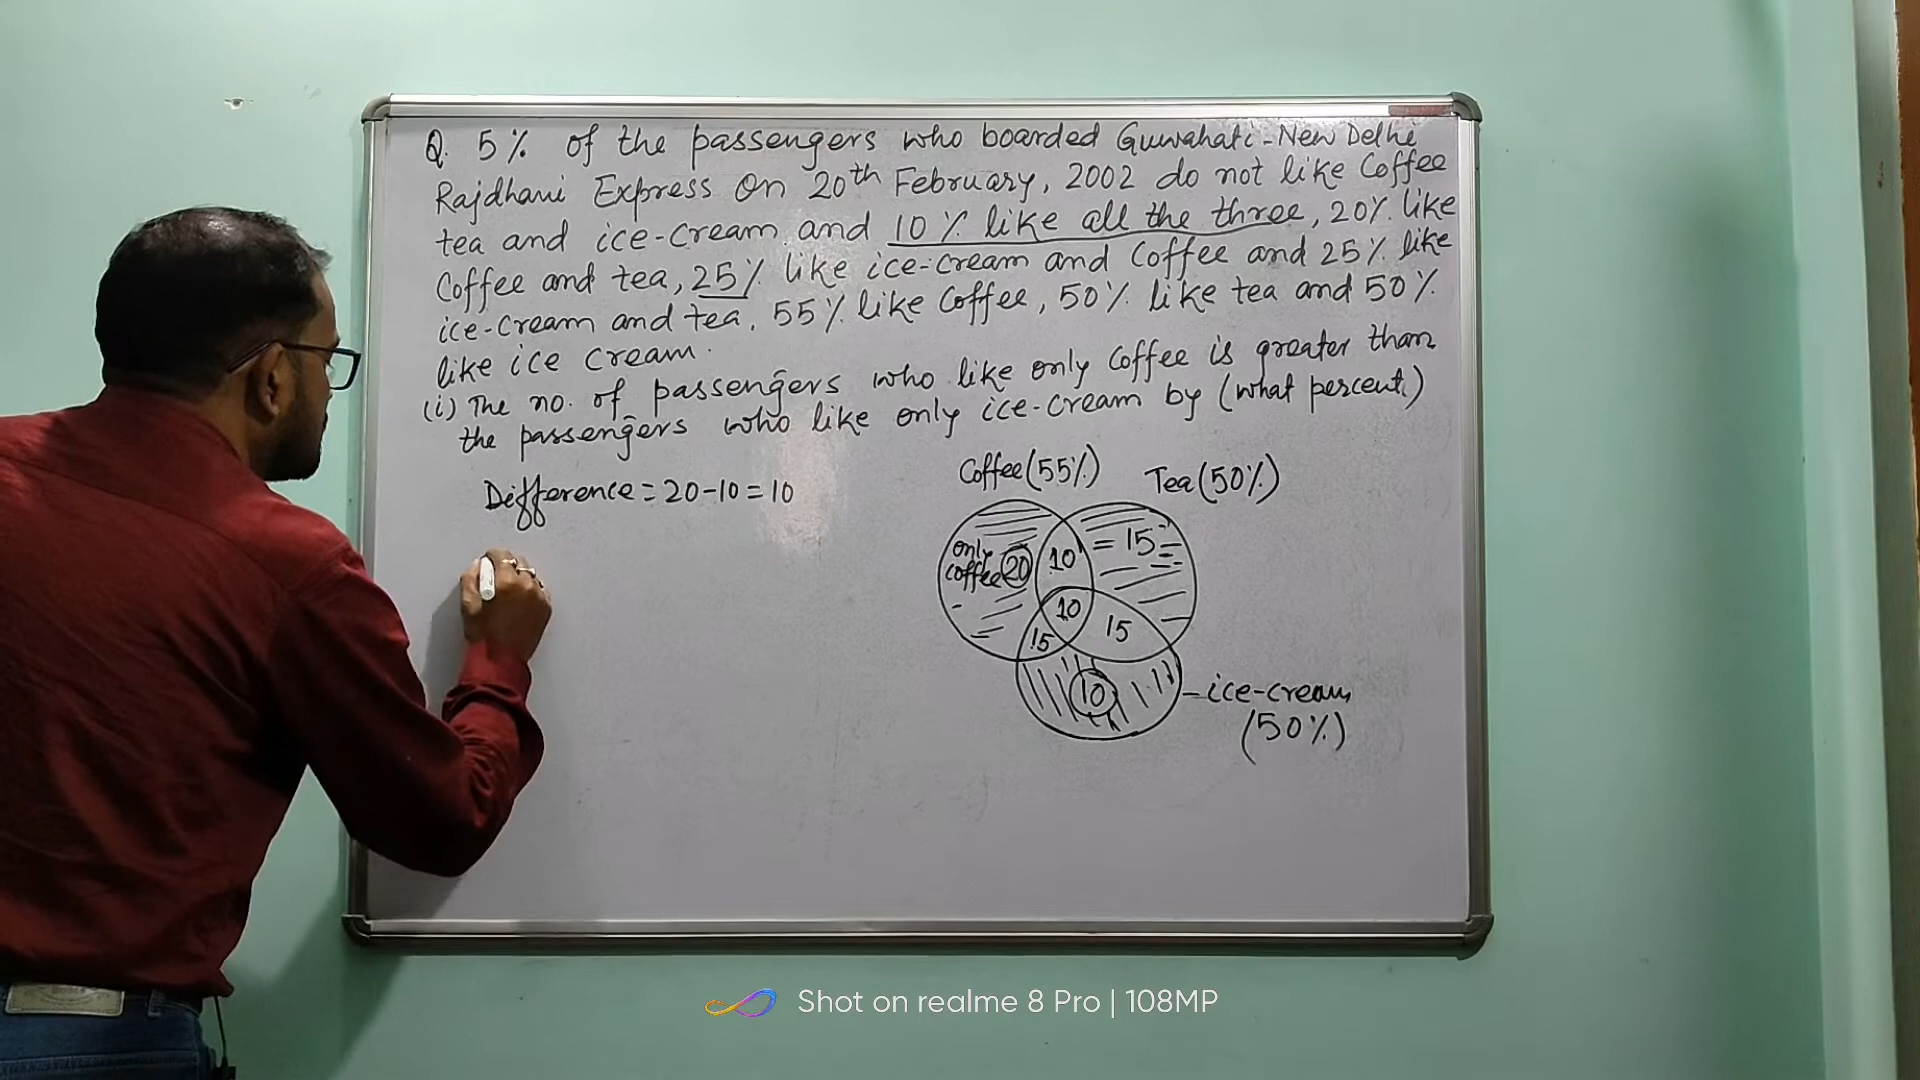 Q. 5% of the passengers who boarded Guwahati-New Delhi
Rajdhani Express On 20th February, 2002 do not like Coffee
tea and ice-cream and 10% like all the three, 20% like
Coffee and tea, 25% like ice-cream and Coffee and 25% like
ice-cream and tea. 55% like Coffee, 50% like tea and 50%
like ice cream.
(i) The no. of passengers who like only Coffee is greater than
the passengers who like only ice-cream by (what percent.)
Difference = 20-10 = 10
Coffee (55%)
Tea (50%)
only
coffee 20
10
15
10
15
15
10
ice-cream
(50%)
Shot on realme 8 Pro | 108MP